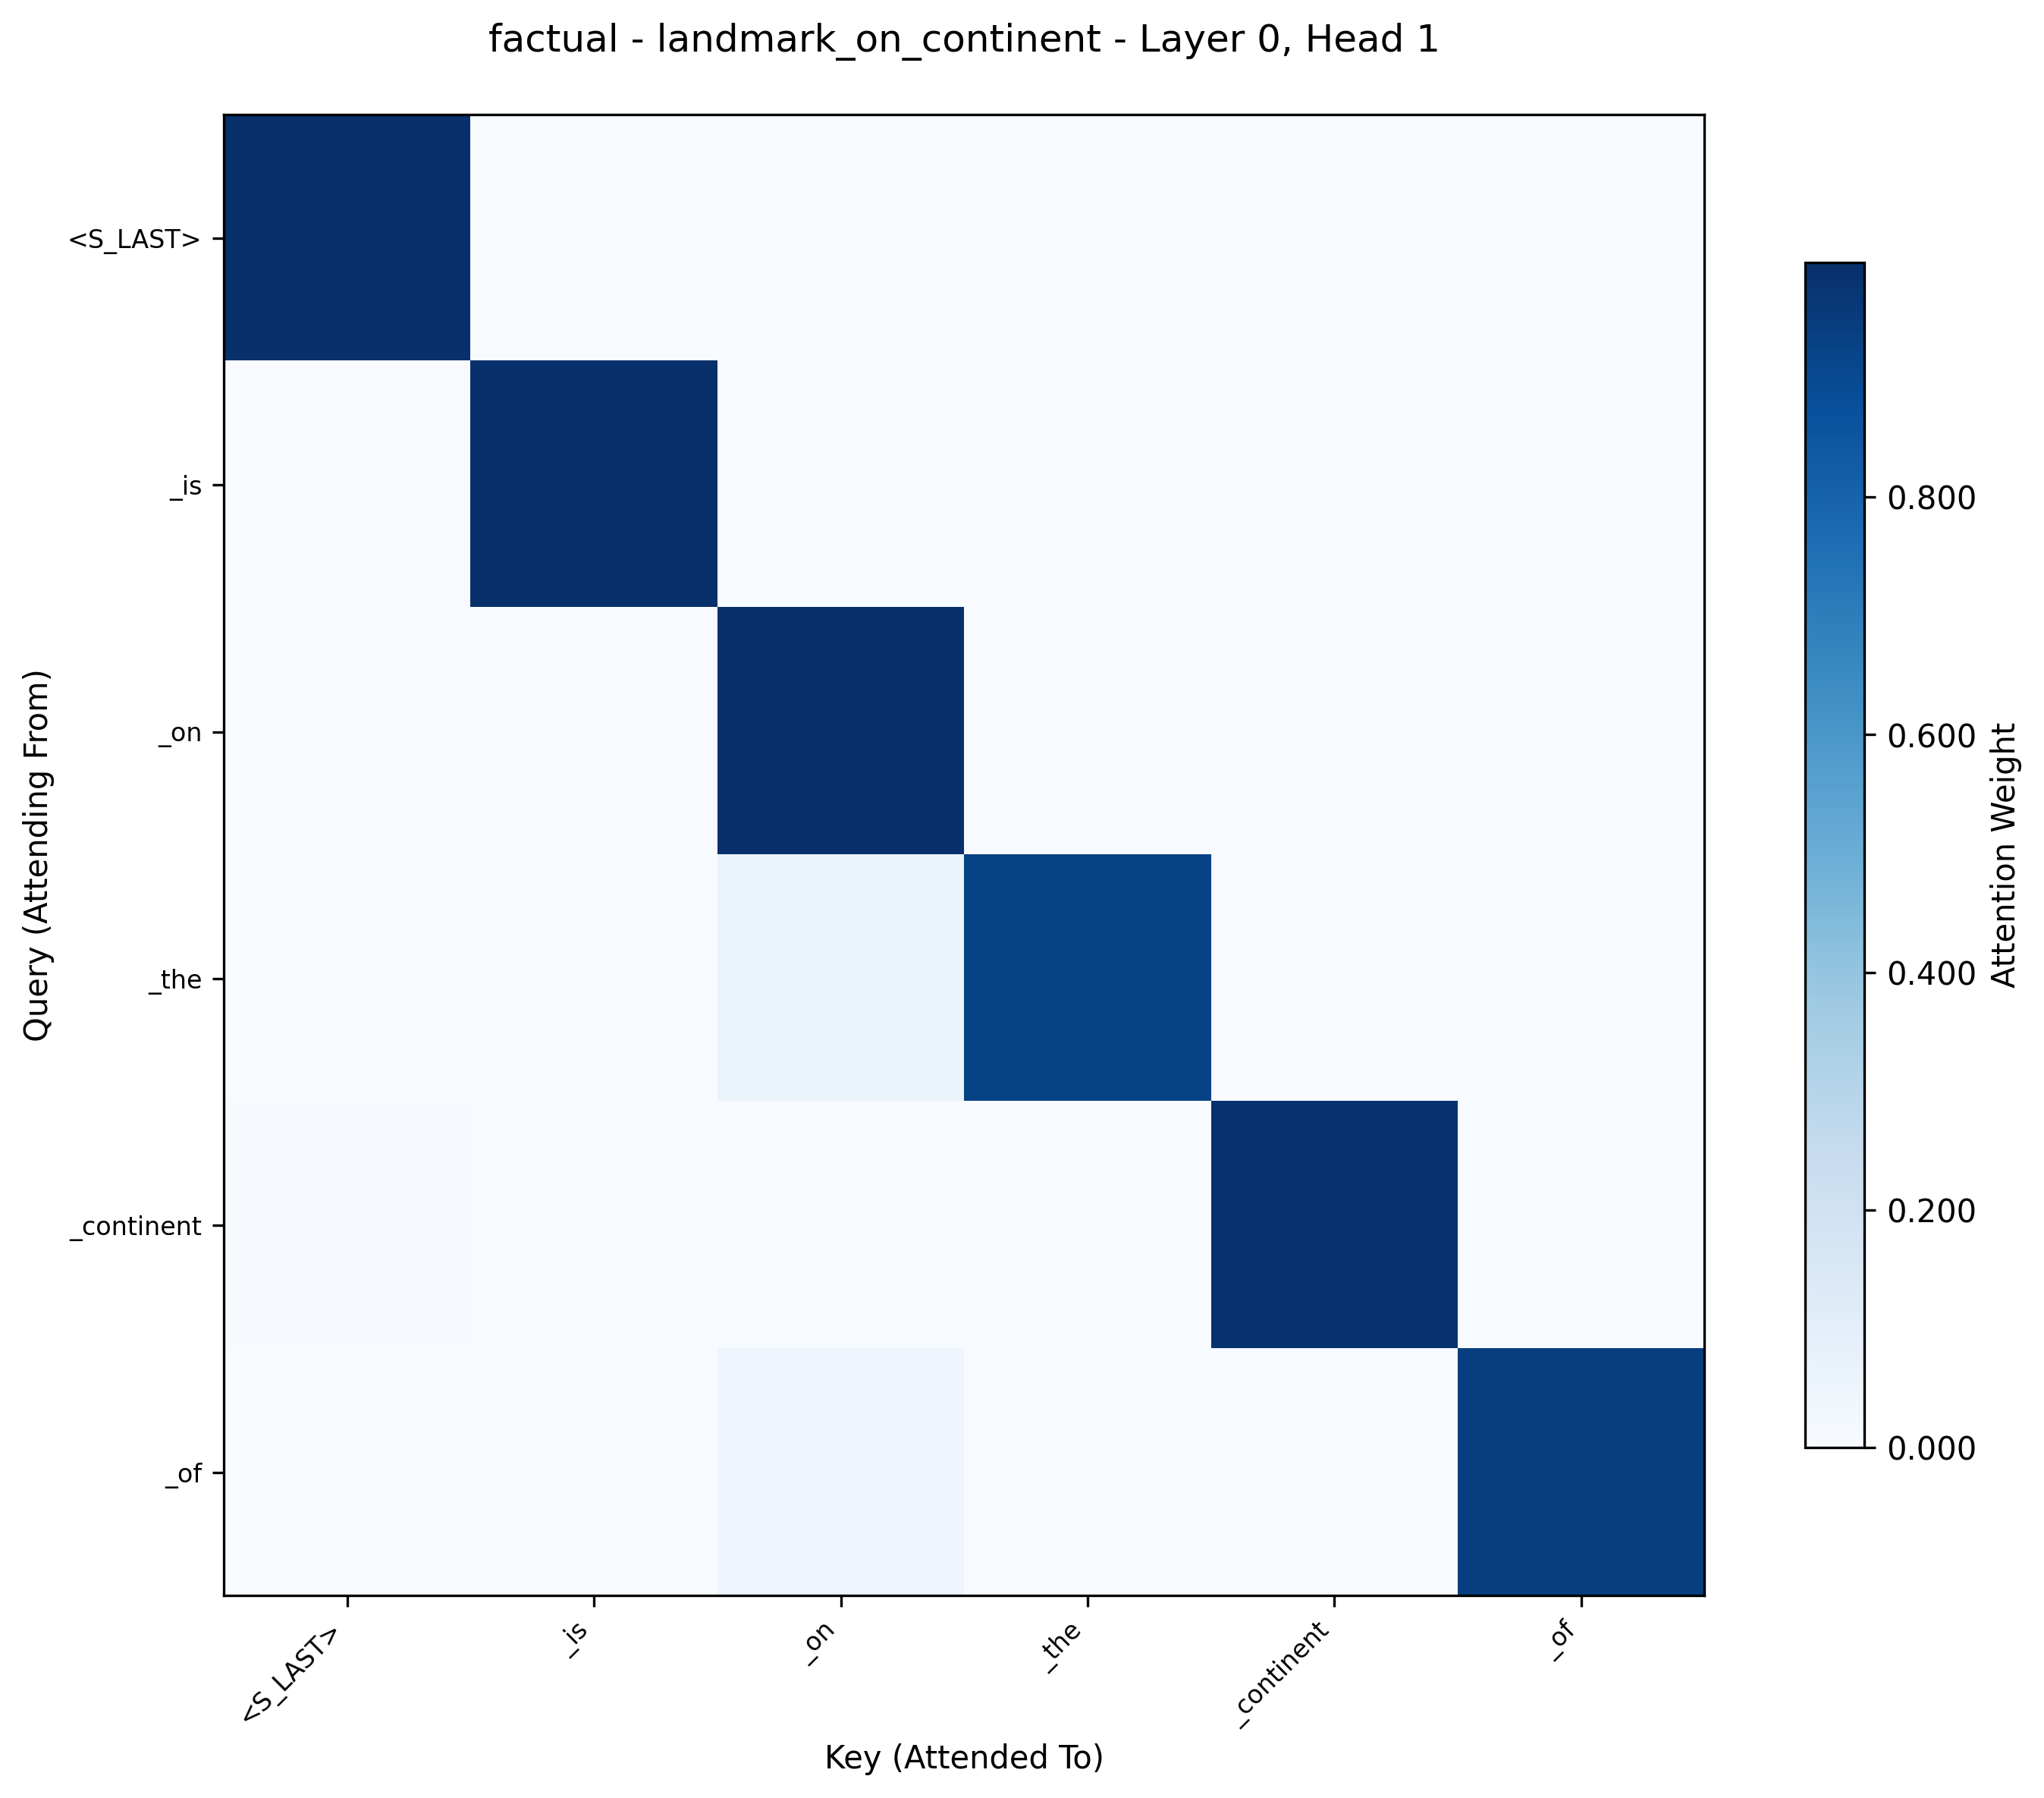 factual - landmark_on_continent - Layer 0, Head 1
Query (Attending From)
<S_LAST>
_is
_on
_the
_continent
_of
<S_LAST>
_is
_on
_the
_continent
_of
Key (Attended To)
0.800
0.600
0.400
0.200
0.000
Attention Weight